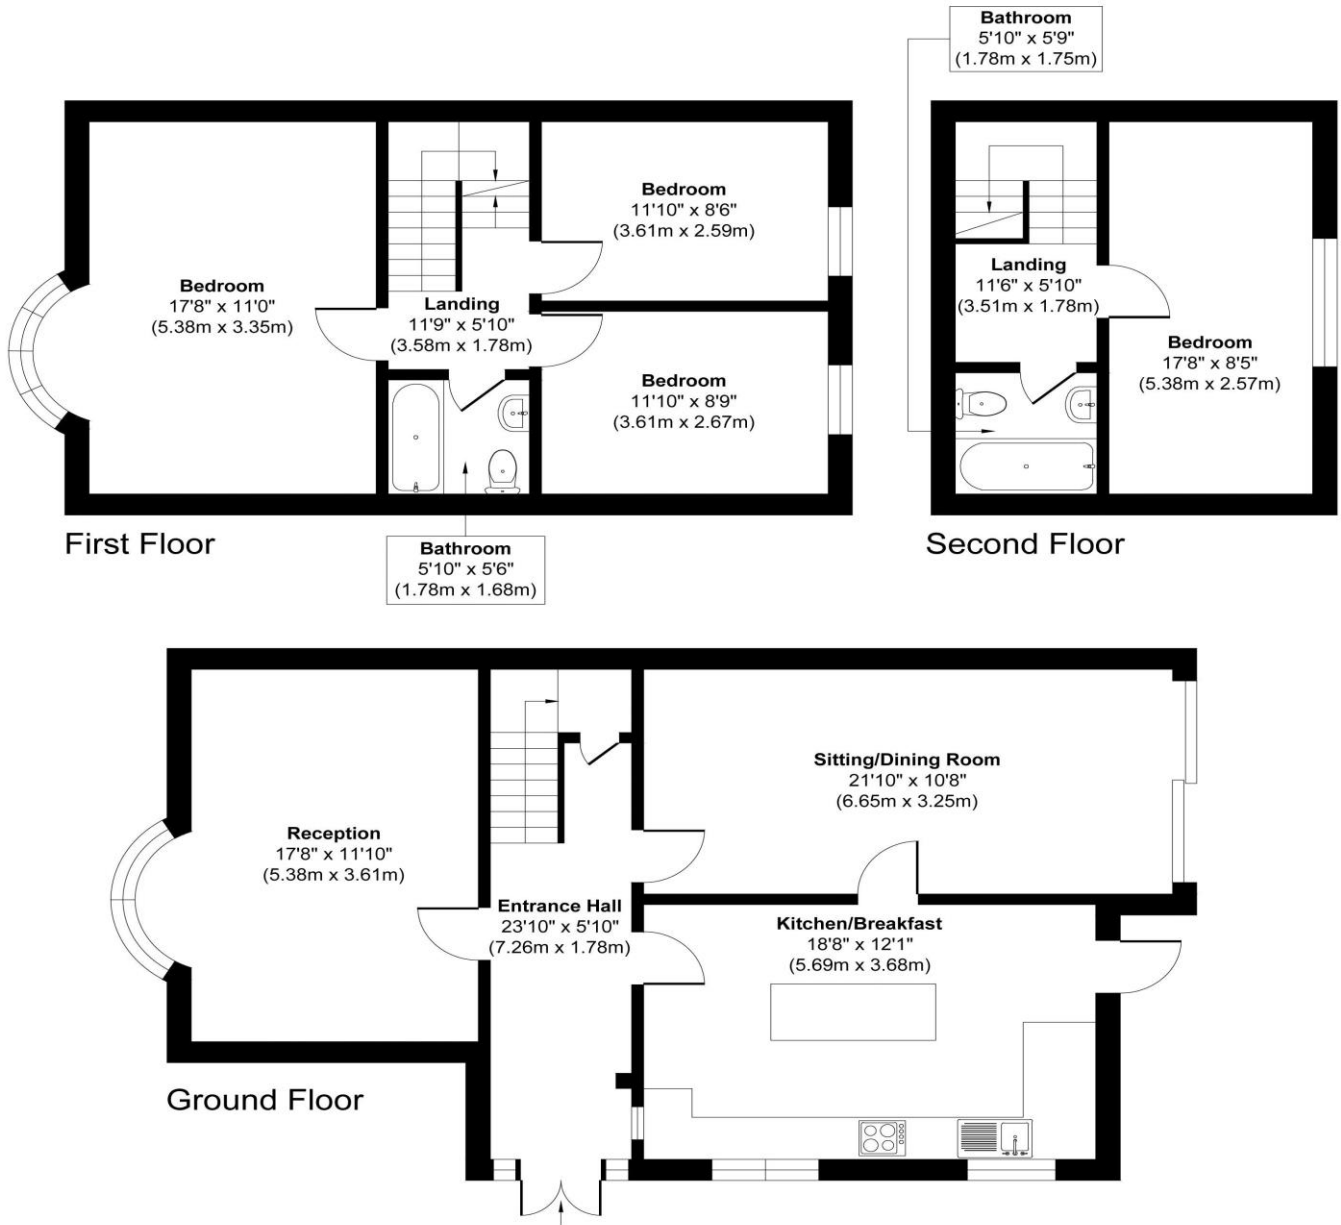 Bathroom
5'10" x 5'9"
(1.78m x 1.75m)
Bedroom
17'8" x 11'0"
(5.38m x 3.35m)
Landing
11'9" x 5'10"
(3.58m x 1.78m)
Bedroom
11'10" x 8'6"
(3.61m x 2.59m)
Bedroom
11'10" x 8'9"
(3.61m x 2.67m)
Landing
11'6" x 5'10"
(3.51m x 1.78m)
Bedroom
17'8" x 8'5"
(5.38m x 2.57m)
First Floor
Second Floor
Bathroom
5'10" x 5'6"
(1.78m x 1.68m)
Sitting/Dining Room
21'10" x 10'8"
(6.65m x 3.25m)
Reception
17'8" x 11'10"
(5.38m x 3.61m)
Entrance Hall
23'10" x 5'10"
(7.26m x 1.78m)
Kitchen/Breakfast
18'8" x 12'1"
(5.69m x 3.68m)
Ground Floor